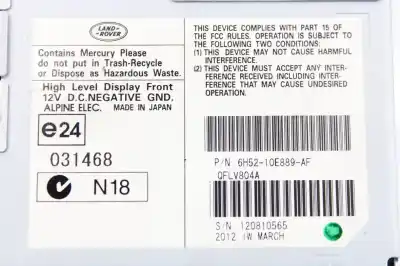 LAND-
ROVER
Contains Mercury Please
do not put in Trash-Recycle
or Dispose as Hazardous Waste.
High Level Display Front
12V D.C.NEGATIVE GND.
ALPINE ELEC. MADE IN JAPAN
e24
031468
N18
THIS DEVICE COMPLIES WITH PART 15 OF
THE FCC RULES. OPERATION IS SUBJECT TO
THE FOLLOWING TWO CONDITIONS:
(1) THIS DEVICE MAY NOT CAUSE HARMFUL
INTERFERENCE.
(2) THIS DEVICE MUST ACCEPT ANY INTER-
FERENCE RECEIVED INCLUDING INTER-
FERENCE THAT MAY CAUSE UNDESIRED
OPERATION.
P/N 6H52-10E889-AF
QFLV804A
S/N 120810565
2012 1W MARCH